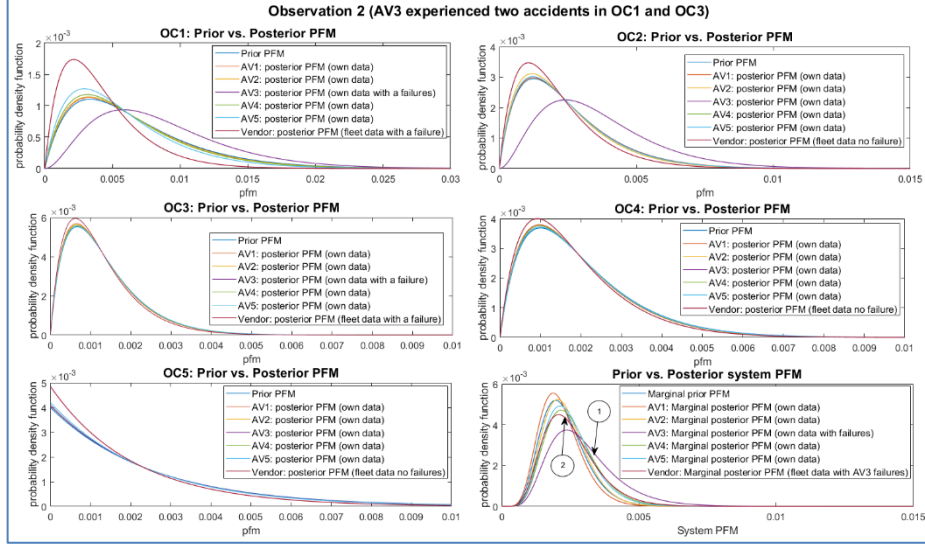 Observation 2 (AV3 experienced two accidents in OC1 and OC3)
OC1: Prior vs. Posterior PFM
×10-3
2
1.5
1
0.5
0
probability density function
Prior PFM
AV1: posterior PFM (own data)
AV2: posterior PFM (own data)
AV3: posterior PFM (own data with a failures)
AV4: posterior PFM (own data)
AV5: posterior PFM (own data)
Vendor: posterior PFM (fleet data with a failure)
0 0.005 0.01 0.015 0.02 0.025 0.03
pfm
OC2: Prior vs. Posterior PFM
×10-3
4
3
2
1
0
probability density function
Prior PFM
AV1: posterior PFM (own data)
AV2: posterior PFM (own data)
AV3: posterior PFM (own data)
AV4: posterior PFM (own data)
AV5: posterior PFM (own data)
Vendor: posterior PFM (fleet data no failure)
0 0.005 0.01 0.015
pfm
OC3: Prior vs. Posterior PFM
×10-3
6
4
2
0
probability density function
Prior PFM
AV1: posterior PFM (own data)
AV2: posterior PFM (own data)
AV3: posterior PFM (own data with a failure)
AV4: posterior PFM (own data)
AV5: posterior PFM (own data)
Vendor: posterior PFM (fleet data with a failure)
0 0.001 0.002 0.003 0.004 0.005 0.006 0.007 0.008 0.009 0.01
pfm
OC4: Prior vs. Posterior PFM
×10-3
4
3
2
1
0
probability density function
Prior PFM
AV1: posterior PFM (own data)
AV2: posterior PFM (own data)
AV3: posterior PFM (own data)
AV4: posterior PFM (own data)
AV5: posterior PFM (own data)
Vendor: posterior PFM (fleet data no failure)
0 0.001 0.002 0.003 0.004 0.005 0.006 0.007 0.008 0.009 0.01
pfm
OC5: Prior vs. Posterior PFM
×10-3
5
4
3
2
1
0
probability density function
Prior PFM
AV1: posterior PFM (own data)
AV2: posterior PFM (own data)
AV3: posterior PFM (own data)
AV4: posterior PFM (own data)
AV5: posterior PFM (own data)
Vendor: posterior PFM (fleet data no failures)
0 0.001 0.002 0.003 0.004 0.005 0.006 0.007 0.008 0.009 0.01
pfm
Prior vs. Posterior system PFM
×10-3
6
4
2
0
probability density function
1
2
Marginal prior PFM
AV1: Marginal posterior PFM (own data)
AV2: Marginal posterior PFM (own data)
AV3: Marginal posterior PFM (own data with failures)
AV4: Marginal posterior PFM (own data)
AV5: Marginal posterior PFM (own data)
Vendor: Marginal posterior PFM (fleet data with AV3 failures)
0 0.005 0.01 0.015
System PFM